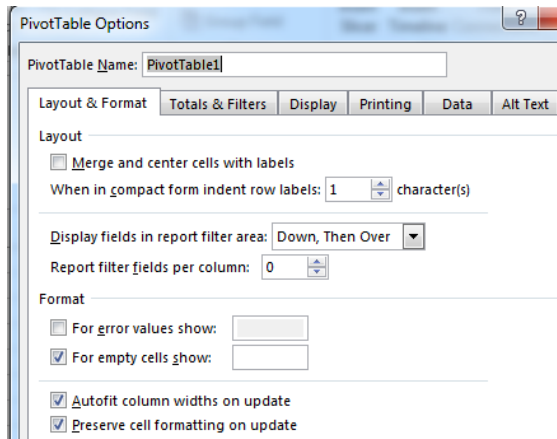 PivotTable Options
?
PivotTable Name: PivotTable1
Layout & Format Totals & Filters Display Printing Data Alt Text
Layout
Merge and center cells with labels
When in compact form indent row labels: 1 character(s)
Display fields in report filter area: Down, Then Over
Report filter fields per column: 0
Format
For error values show:
For empty cells show:
Autofit column widths on update
Preserve cell formatting on update